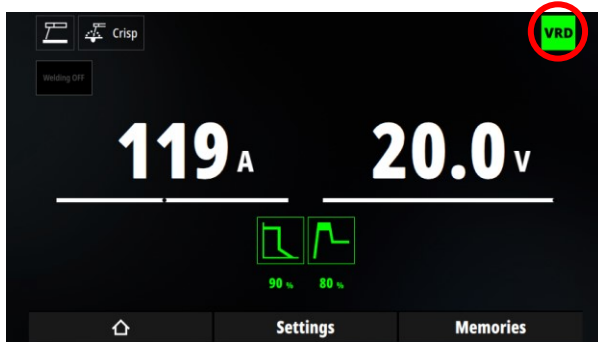 Crisp
VRD
Welding OFF
119 A
20.0 V
90 %
80 %
Settings
Memories